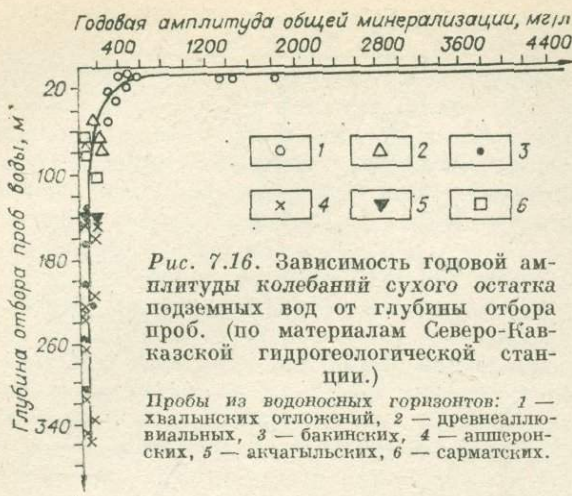 Годовая амплитуда общей минерализации, мг/л
400 1200 2000 2800 3600 4400
Глубина отбора проб воды, м
20
100
180
260
340
1 2 3
4 5 6
Рис. 7.16. Зависимость годовой ам-
плитуды колебаний сухого остатка
подземных вод от глубины отбора
проб. (по материалам Северо-Кав-
казской гидрогеологической стан-
ции.)
Пробы из водоносных горизонтов: 1 —
хвалынских отложений, 2 — древнеаллю-
виальных, 3 — бакинских, 4 — апшерон-
ских, 5 — акчагыльских, 6 — сарматских.